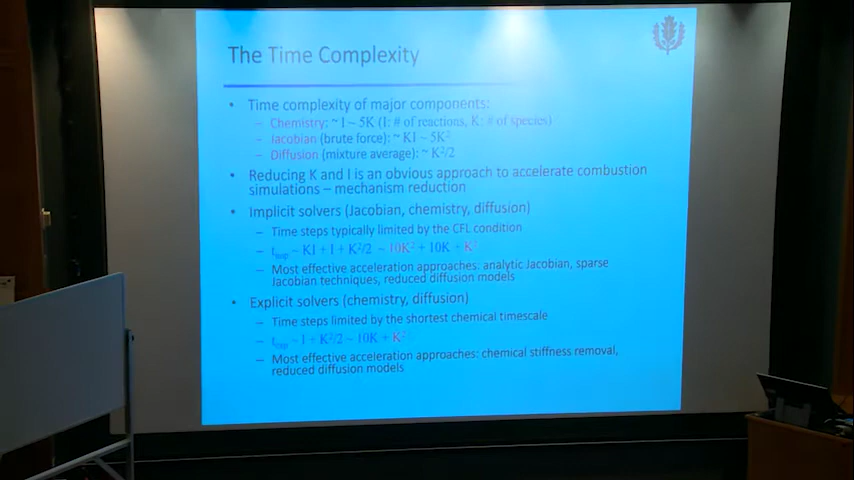 The Time Complexity
• Time complexity of major components:
– Chemistry: ~ I ~ 5K (I: # of reactions, K: # of species)
– Jacobian (brute force): ~ KI ~ 5K²
– Diffusion (mixture average): ~ K²/2
• Reducing K and I is an obvious approach to accelerate combustion
simulations – mechanism reduction
• Implicit solvers (Jacobian, chemistry, diffusion)
– Time steps typically limited by the CFL condition
– KI + I + K²/2 ~ 10K² + 10K + K²
– Most effective acceleration approaches: analytic Jacobian, sparse
Jacobian techniques, reduced diffusion models
• Explicit solvers (chemistry, diffusion)
– Time steps limited by the shortest chemical timescale
– I + K²/2 ~ 10K + K²
– Most effective acceleration approaches: chemical stiffness removal,
reduced diffusion models